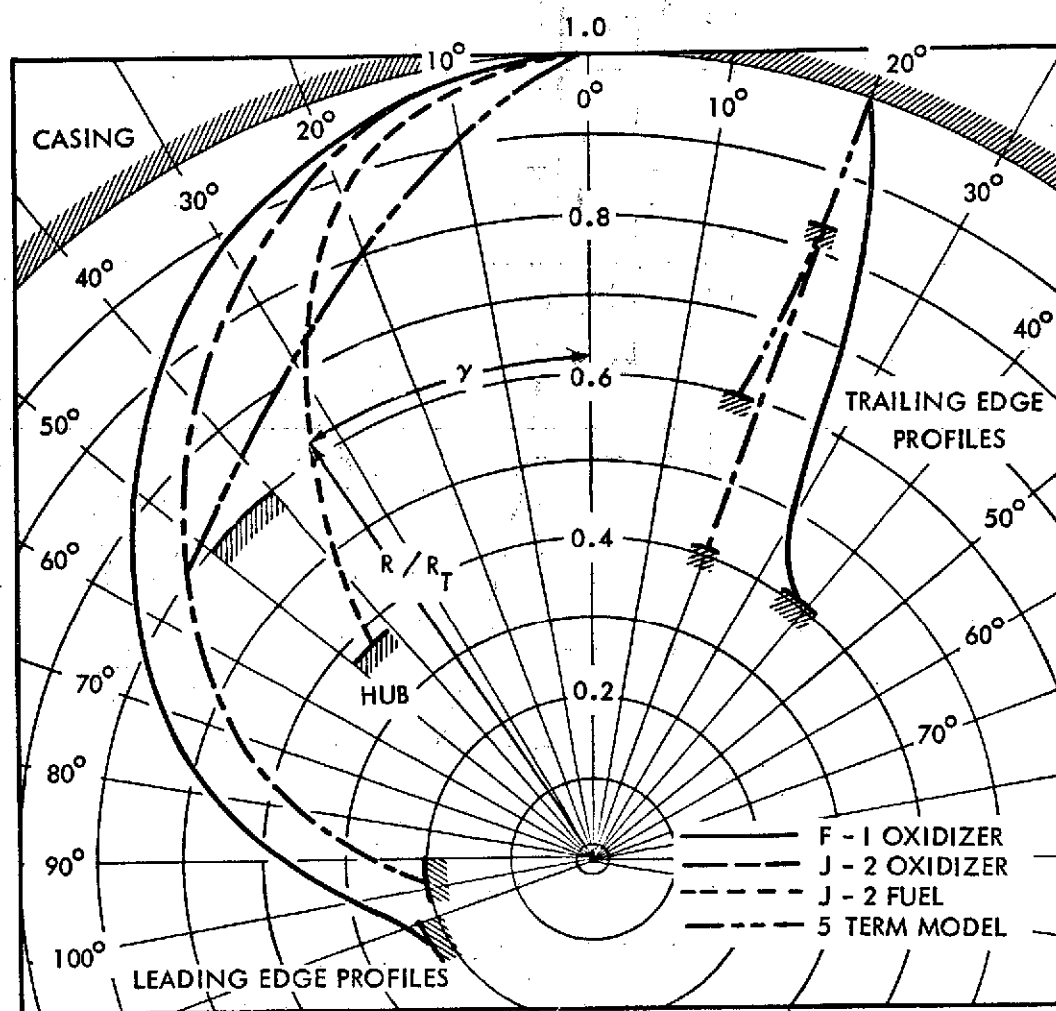 1.0
10°
0°
10°
20°
20°
30°
30°
40°
40°
50°
50°
60°
60°
70°
70°
80°
90°
100°
CASING
0.8
0.6
0.4
0.2
γ
R / R_T
HUB
TRAILING EDGE
PROFILES
LEADING EDGE PROFILES
F - 1 OXIDIZER
J - 2 OXIDIZER
J - 2 FUEL
5 TERM MODEL